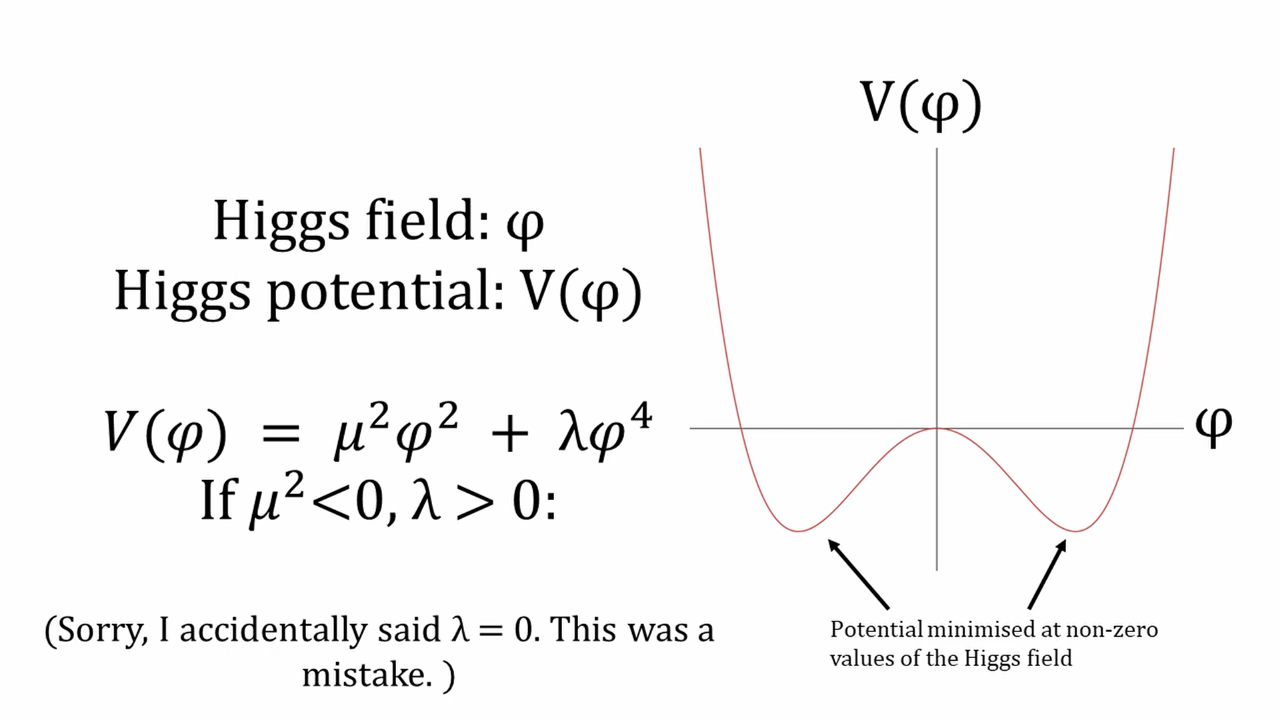 V(φ)
Higgs field: φ
Higgs potential: V(φ)
V(φ) = μ²φ² + λφ⁴
If μ²<0, λ > 0:
φ
(Sorry, I accidentally said λ = 0. This was a
mistake. )
Potential minimised at non-zero
values of the Higgs field